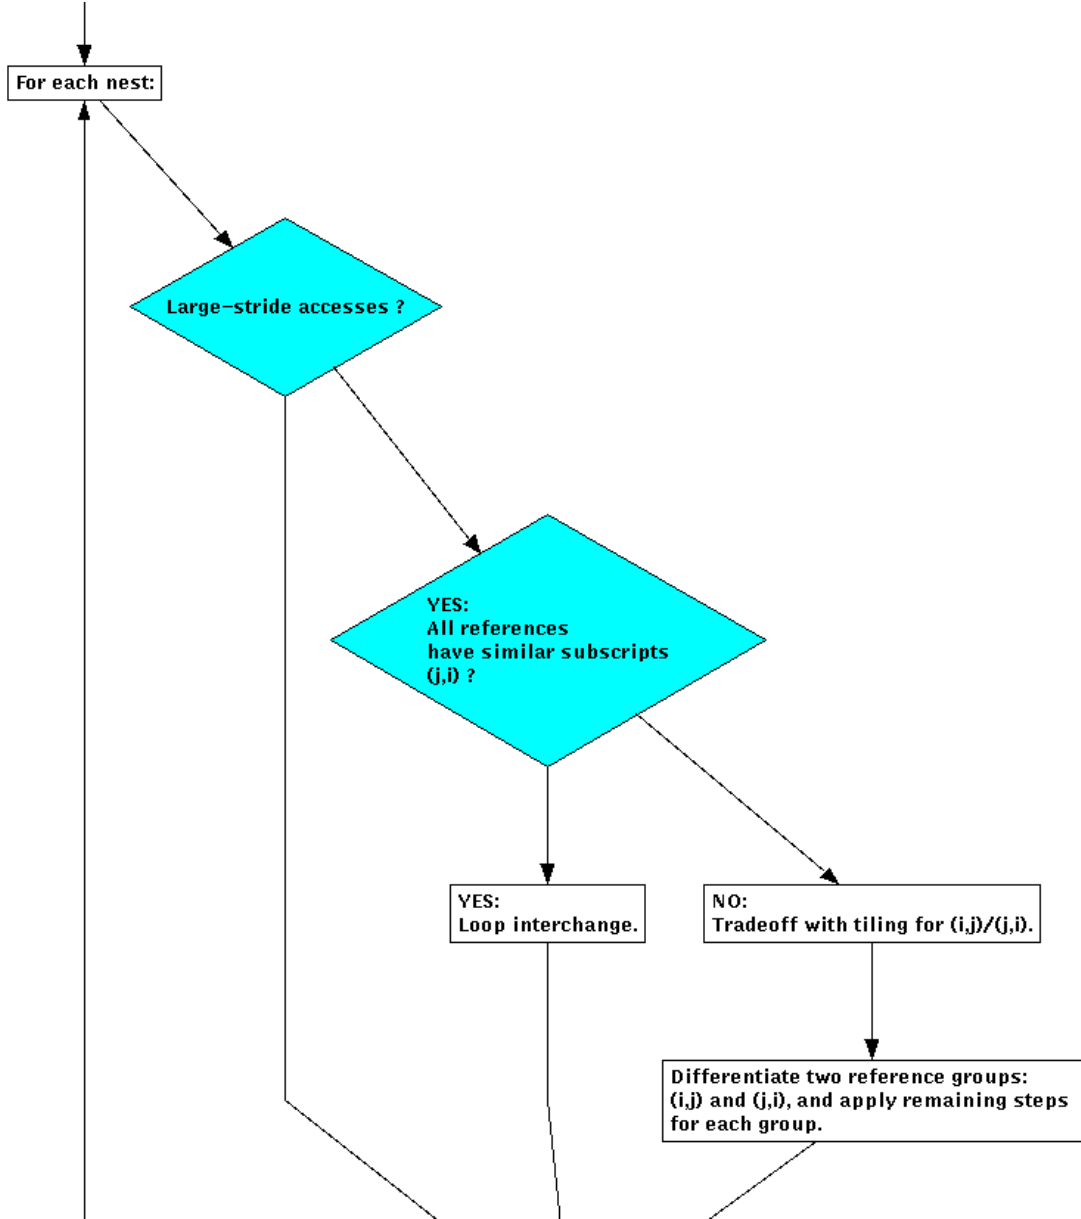 For each nest:
Large−stride accesses ?
YES:
All references
have similar subscripts
(j,i) ?
YES:
Loop interchange.
NO:
Tradeoff with tiling for (i,j)/(j,i).
Differentiate two reference groups:
(i,j) and (j,i), and apply remaining steps
for each group.